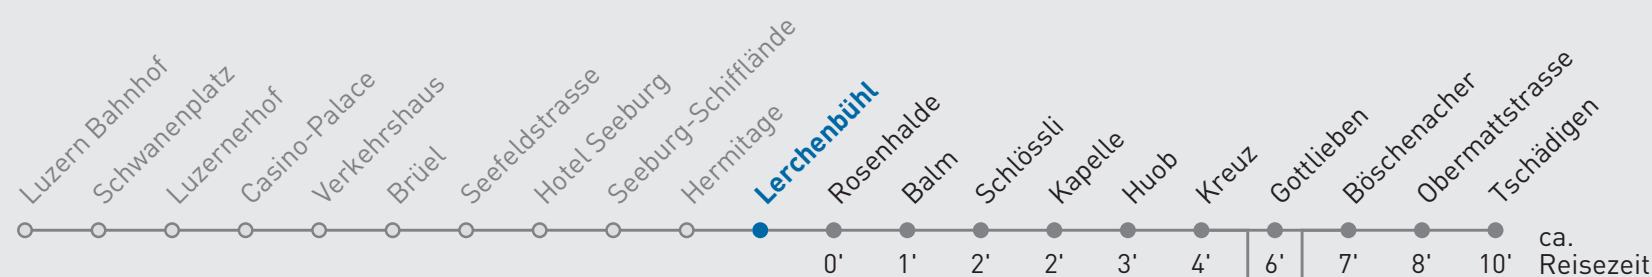 Luzern Bahnhof
Schwanenplatz
Luzernerhof
Casino-Palace
Verkehrshaus
Brüel
Seefeldstrasse
Hotel Seeburg
Seeburg-Schifflände
Hermitage
Lerchenbühl
Rosenhalde
Balm
Schlössli
Kapelle
Huob
Kreuz
Gottlieben
Böschenacher
Obermattstrasse
Tschädigen
ca.
0' 1' 2' 2' 3' 4' 6' 7' 8' 10' Reisezeit